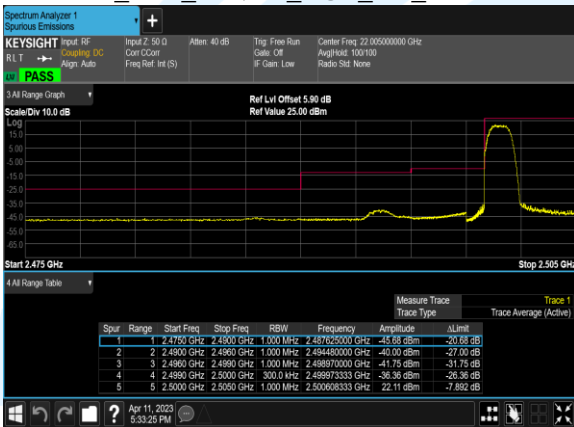 Spectrum Analyzer 1
Spurious Emissions
KEYSIGHT
RLT
PASS
Input: RF
Coupling: DC
Align: Auto
Input Z: 50 Ω
Corr CCorr
Freq Ref: Int (S)
Atten: 40 dB
Trig: Free Run
Gate: Off
IF Gain: Low
Center Freq: 22.005000000 GHz
Avg|Hold: 100/100
Radio Std: None
3 All Range Graph
Scale/Div 10.0 dB
Ref Lvl Offset 5.90 dB
Ref Value 25.00 dBm
Log
15.0
5.00
-5.00
-15.0
-25.0
-35.0
-45.0
-55.0
-65.0
Start 2.475 GHz
Stop 2.505 GHz
4 All Range Table
Measure Trace Trace 1
Trace Type Trace Average (Active)
Spur Range Start Freq Stop Freq RBW Frequency Amplitude ΔLimit
1 1 2.4750 GHz 2.4900 GHz 1.000 MHz 2.487625000 GHz -45.68 dBm -20.68 dB
2 2 2.4900 GHz 2.4960 GHz 1.000 MHz 2.494480000 GHz -40.00 dBm -27.00 dB
3 3 2.4960 GHz 2.4990 GHz 1.000 MHz 2.498970000 GHz -41.75 dBm -31.75 dB
4 4 2.4990 GHz 2.5000 GHz 300.0 kHz 2.499973333 GHz -36.36 dBm -26.36 dB
5 5 2.5000 GHz 2.5050 GHz 1.000 MHz 2.500608333 GHz 22.11 dBm -7.892 dB
?
Apr 11, 2023
5:33:25 PM